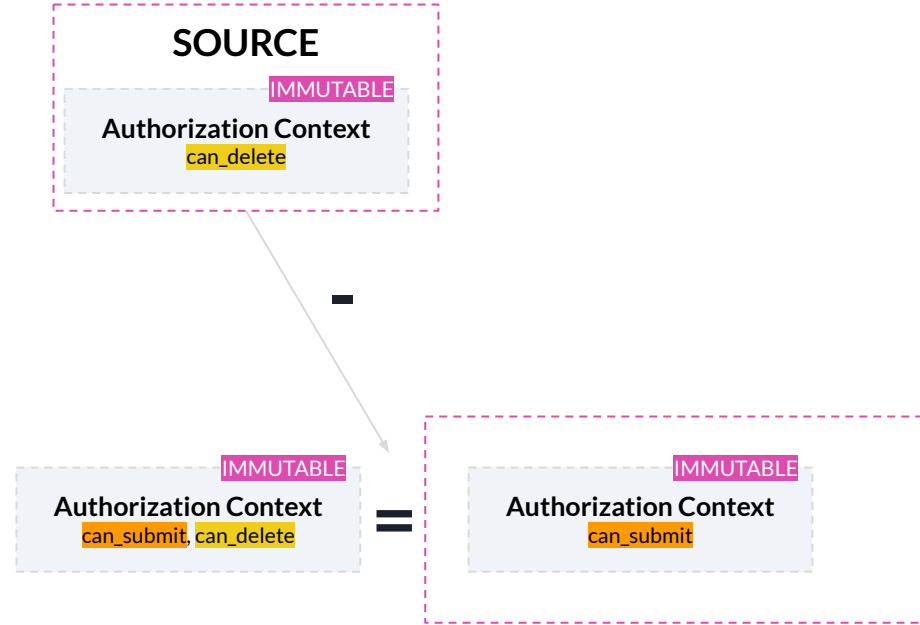 SOURCE
IMMUTABLE
Authorization Context
can_delete
-
IMMUTABLE
Authorization Context
can_submit, can_delete
=
IMMUTABLE
Authorization Context
can_submit